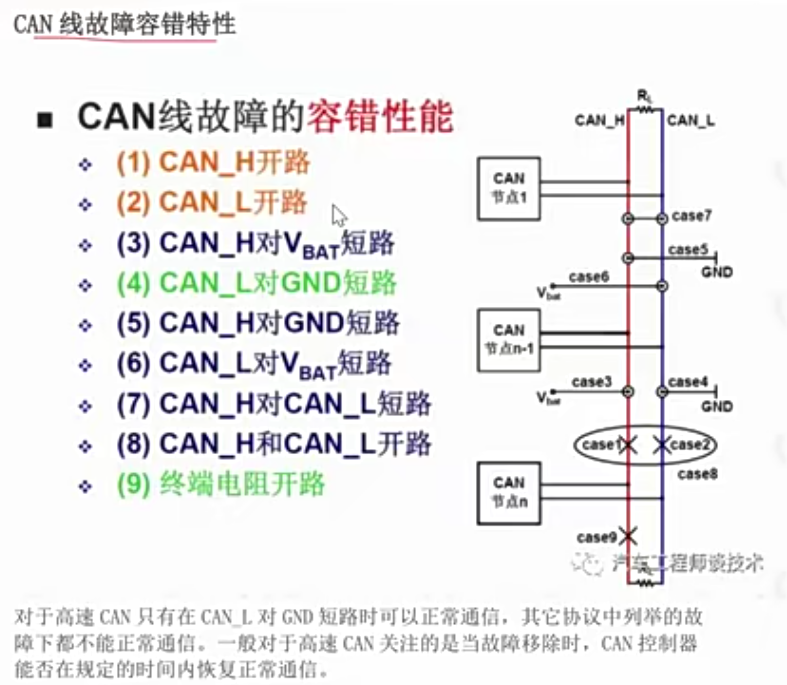 CAN 线故障容错特性
■ CAN线故障的容错性能
(1) CAN_H开路
(2) CAN_L开路
(3) CAN_H对VBAT短路
(4) CAN_L对GND短路
(5) CAN_H对GND短路
(6) CAN_L对VBAT短路
(7) CAN_H对CAN_L短路
(8) CAN_H和CAN_L开路
(9) 终端电阻开路
RL
CAN_H
CAN_L
CAN
节点1
case7
case5
GND
case6
Vbat
CAN
节点n-1
case3
case4
Vbat
GND
case1
case2
case8
CAN
节点n
case9
汽车工程师谈技术
RL
对于高速 CAN 只有在 CAN_L 对 GND 短路时可以正常通信，其它协议中列举的故
障下都不能正常通信。一般对于高速 CAN 关注的是当故障移除时，CAN 控制器
能否在规定的时间内恢复正常通信。